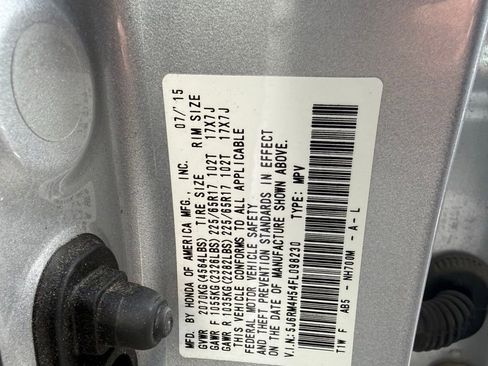 MFD. BY HONDA OF AMERICA MFG., INC. 07/'15
GVWR 2070KG(4564LBS) TIRE SIZE RIM SIZE
GAWR F 1055KG(2326LBS) 225/65R17 102T 17X7J
GAWR R 1035KG(2282LBS) 225/65R17 102T 17X7J
THIS VEHICLE CONFORMS TO ALL APPLICABLE
FEDERAL MOTOR VEHICLE SAFETY
AND THEFT PREVENTION STANDARDS IN EFFECT
ON THE DATE OF MANUFACTURE SHOWN ABOVE.
V.I.N.:5J6RM4H54FL098230 TYPE: MPV
TIW F AB5 - NH700M - A - L